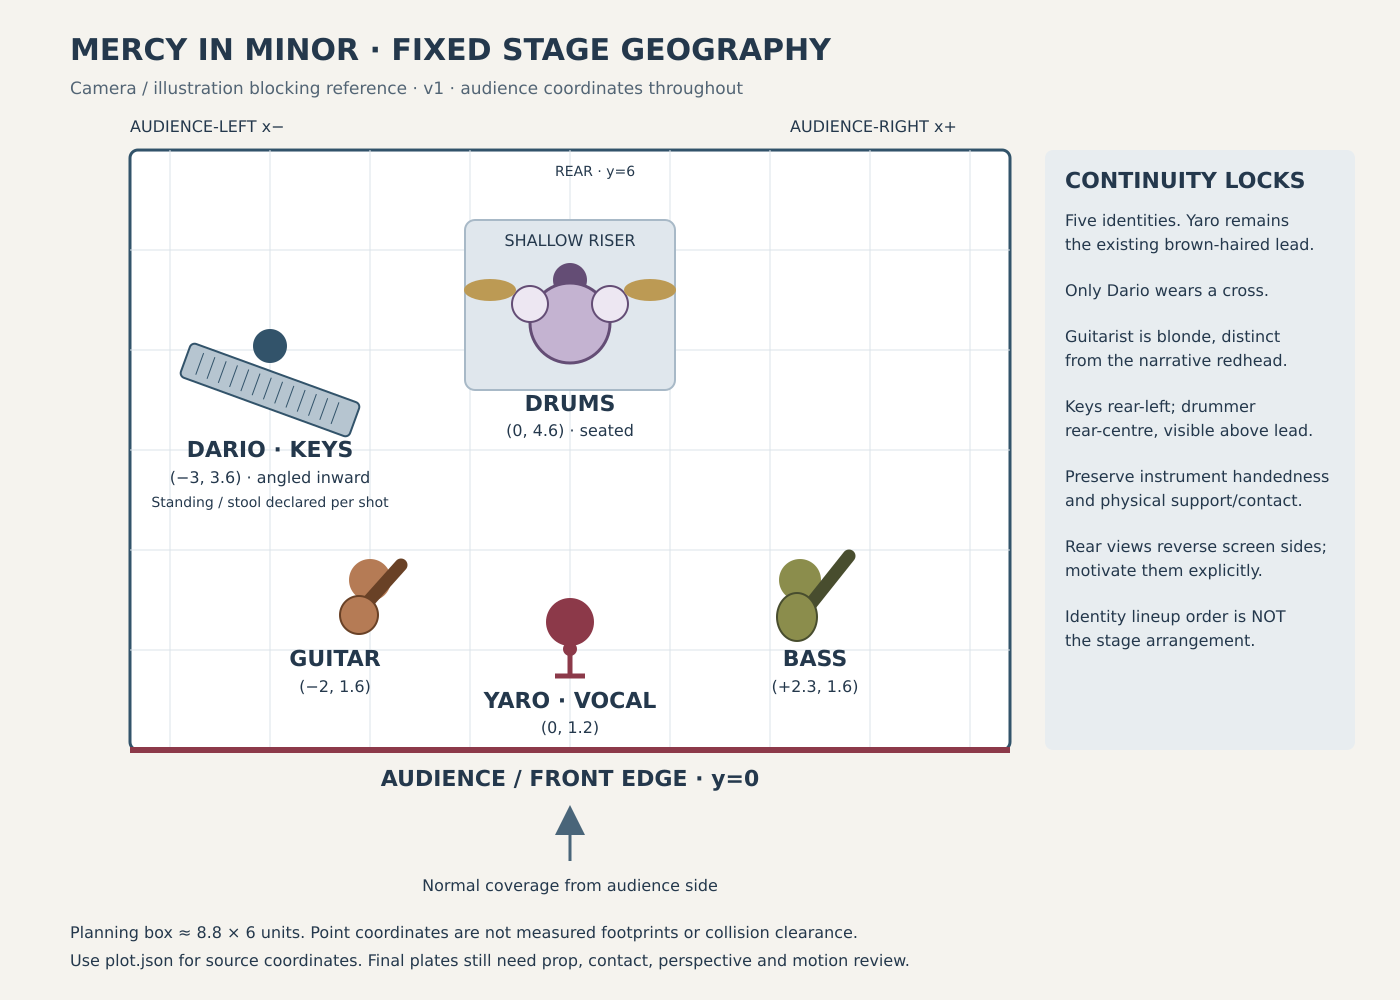 MERCY IN MINOR · FIXED STAGE GEOGRAPHY
Camera / illustration blocking reference · v1 · audience coordinates throughout
AUDIENCE-LEFT x−
AUDIENCE-RIGHT x+
REAR · y=6
SHALLOW RISER
DRUMS
(0, 4.6) · seated
DARIO · KEYS
(−3, 3.6) · angled inward
Standing / stool declared per shot
GUITAR
(−2, 1.6)
YARO · VOCAL
(0, 1.2)
BASS
(+2.3, 1.6)
AUDIENCE / FRONT EDGE · y=0
Normal coverage from audience side
CONTINUITY LOCKS
Five identities. Yaro remains
the existing brown-haired lead.
Only Dario wears a cross.
Guitarist is blonde, distinct
from the narrative redhead.
Keys rear-left; drummer
rear-centre, visible above lead.
Preserve instrument handedness
and physical support/contact.
Rear views reverse screen sides;
motivate them explicitly.
Identity lineup order is NOT
the stage arrangement.
Planning box ≈ 8.8 × 6 units. Point coordinates are not measured footprints or collision clearance.
Use plot.json for source coordinates. Final plates still need prop, contact, perspective and motion review.